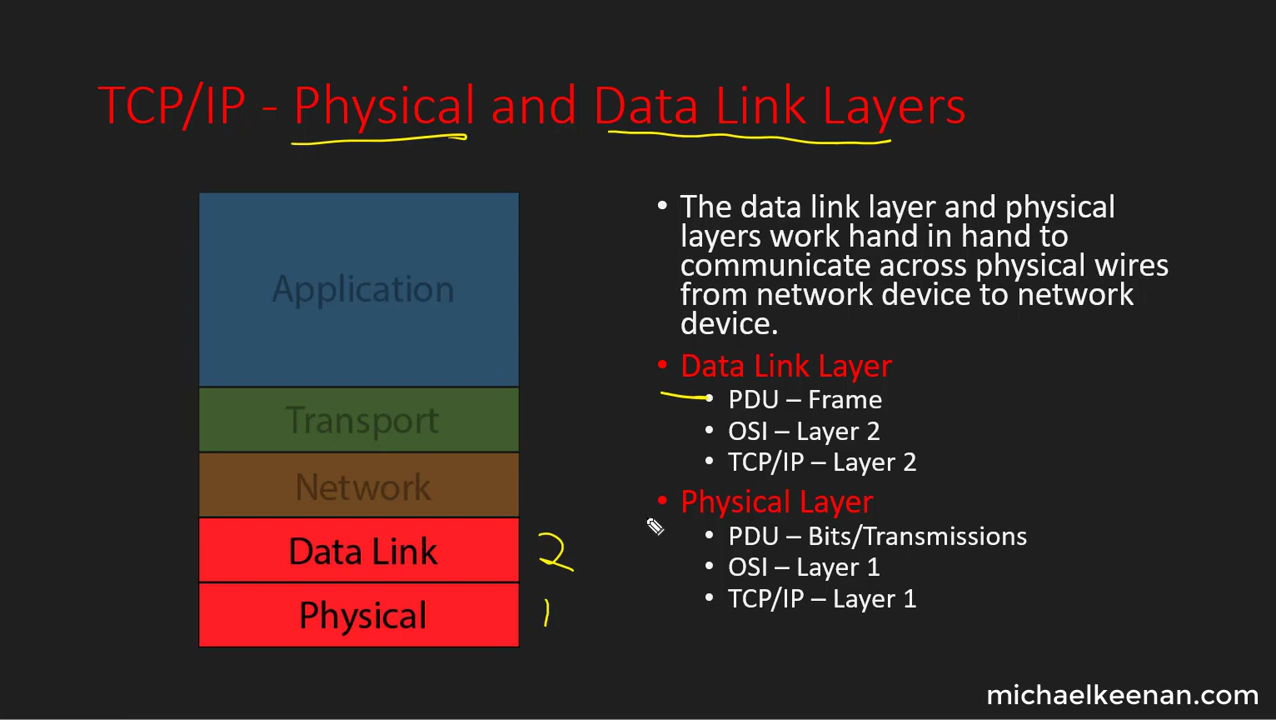 TCP/IP - Physical and Data Link Layers
Application
Transport
Network
Data Link
2
Physical
1
• The data link layer and physical
layers work hand in hand to
communicate across physical wires
from network device to network
device.
• Data Link Layer
• PDU – Frame
• OSI – Layer 2
• TCP/IP – Layer 2
• Physical Layer
• PDU – Bits/Transmissions
• OSI – Layer 1
• TCP/IP – Layer 1
michaelkeenan.com